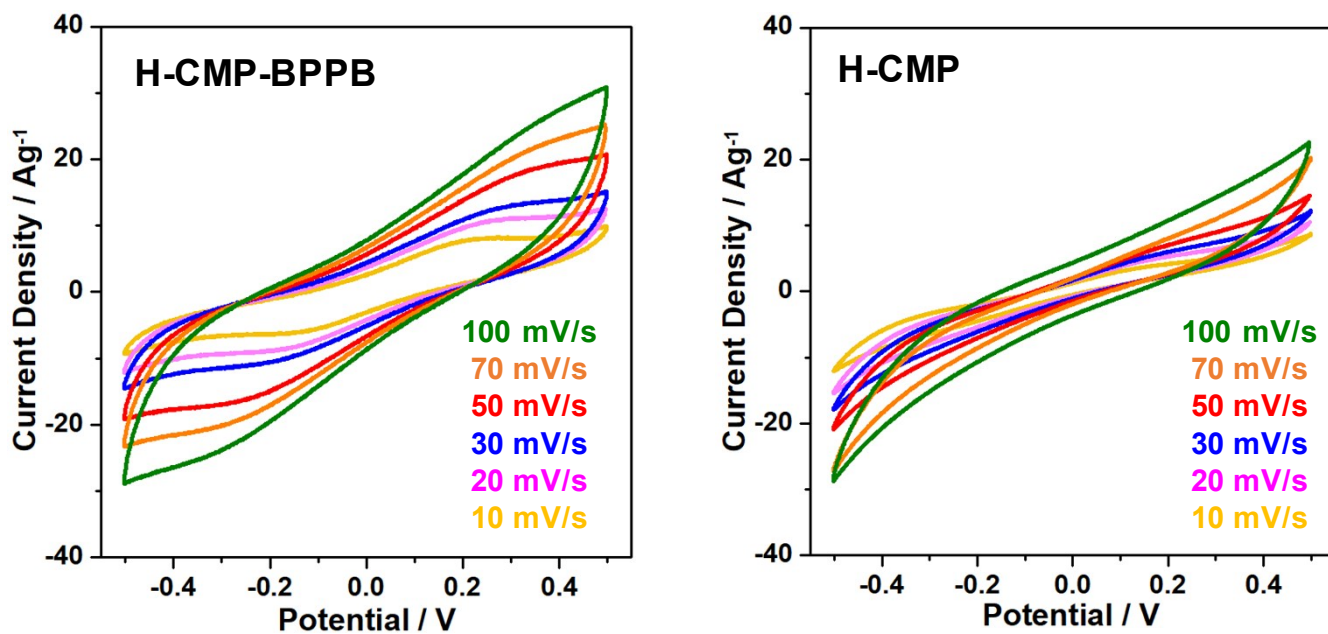 H-CMP-BPPB
Current Density / Ag⁻¹
40
20
0
-20
-40
100 mV/s
70 mV/s
50 mV/s
30 mV/s
20 mV/s
10 mV/s
-0.4 -0.2 0.0 0.2 0.4
Potential / V
H-CMP
Current Density / Ag⁻¹
40
20
0
-20
-40
100 mV/s
70 mV/s
50 mV/s
30 mV/s
20 mV/s
10 mV/s
-0.4 -0.2 0.0 0.2 0.4
Potential / V